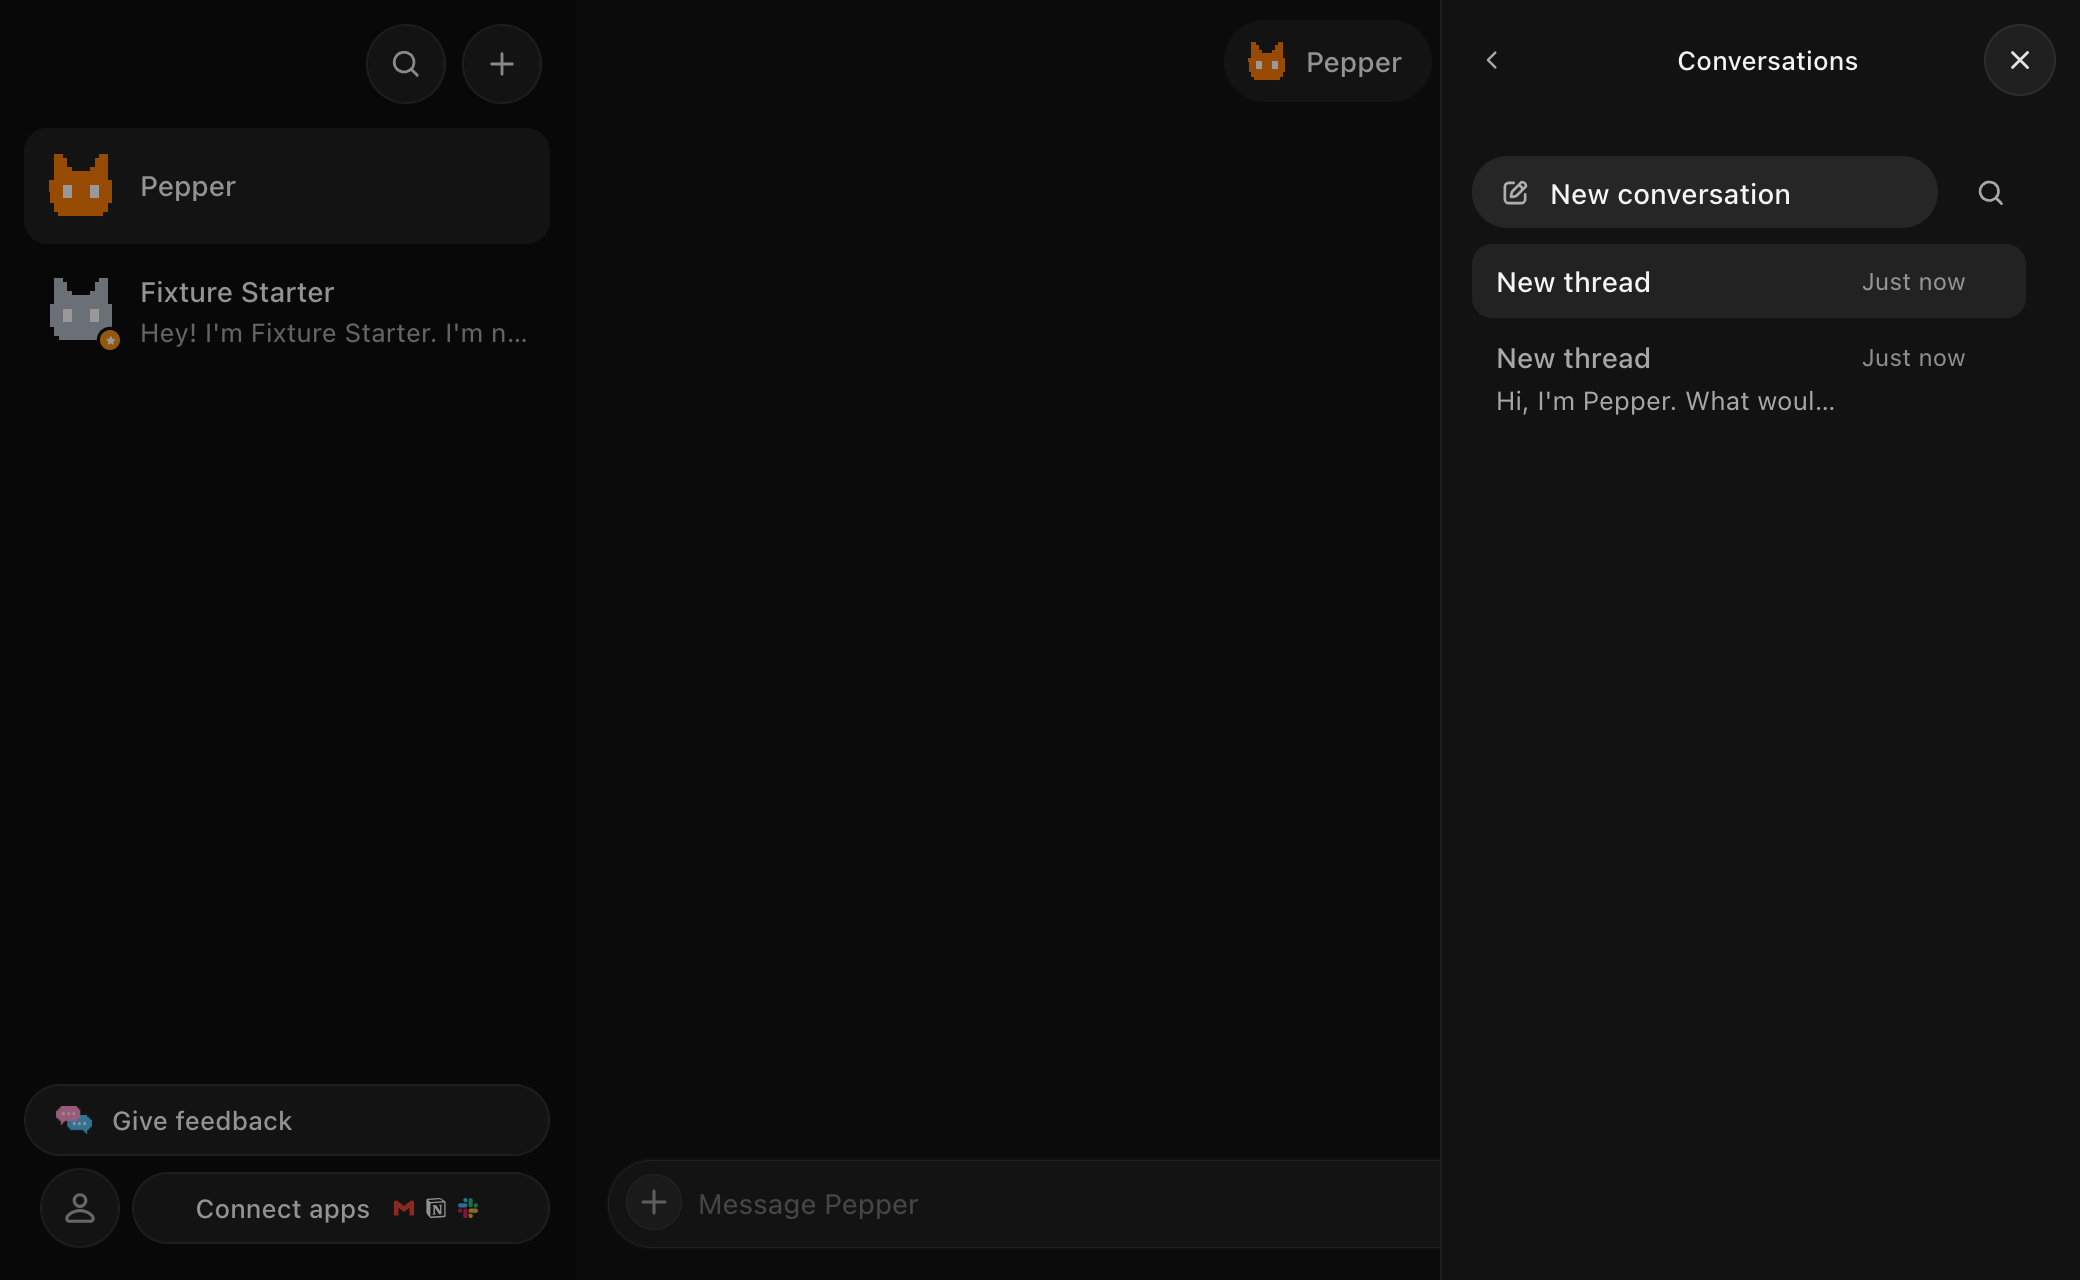 Pepper
Fixture Starter
Hey! I'm Fixture Starter. I'm n...
Give feedback
Connect apps
Pepper
Message Pepper
Conversations
New conversation
New thread Just now
New thread Just now
Hi, I'm Pepper. What woul...